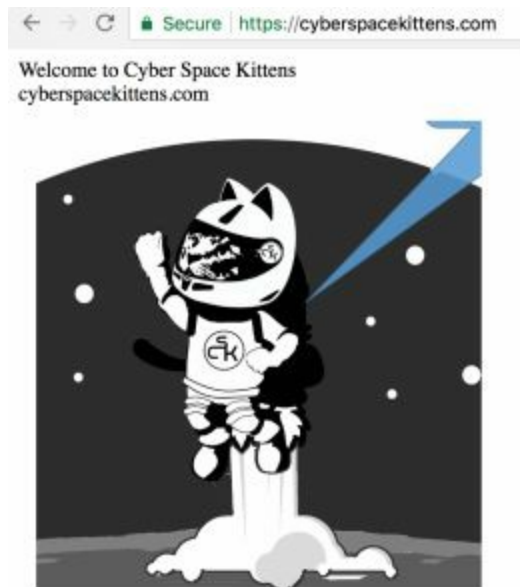 Secure https://cyberspacekittens.com
Welcome to Cyber Space Kittens
cyberspacekittens.com
CSK